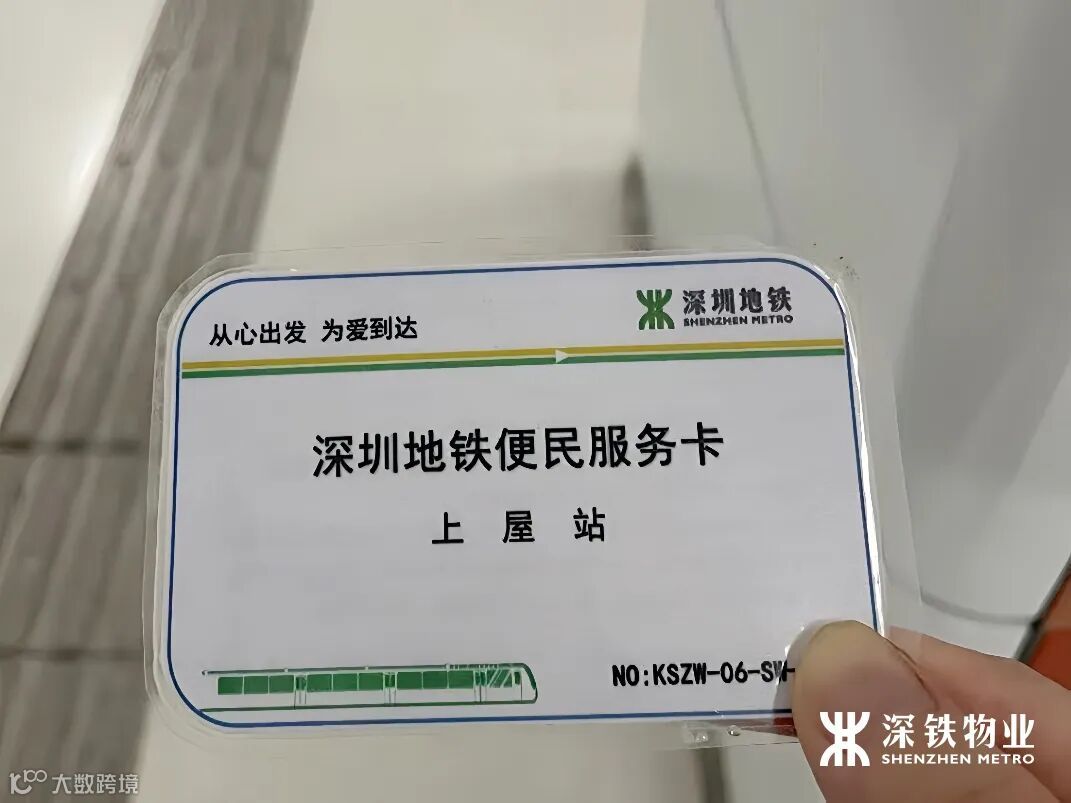 从心出发 为爱到达
深圳地铁
SHENZHEN METRO
深圳地铁便民服务卡
上 屋 站
NO:KSZW-06-SW-
深铁物业
SHENZHEN METRO
大数跨境